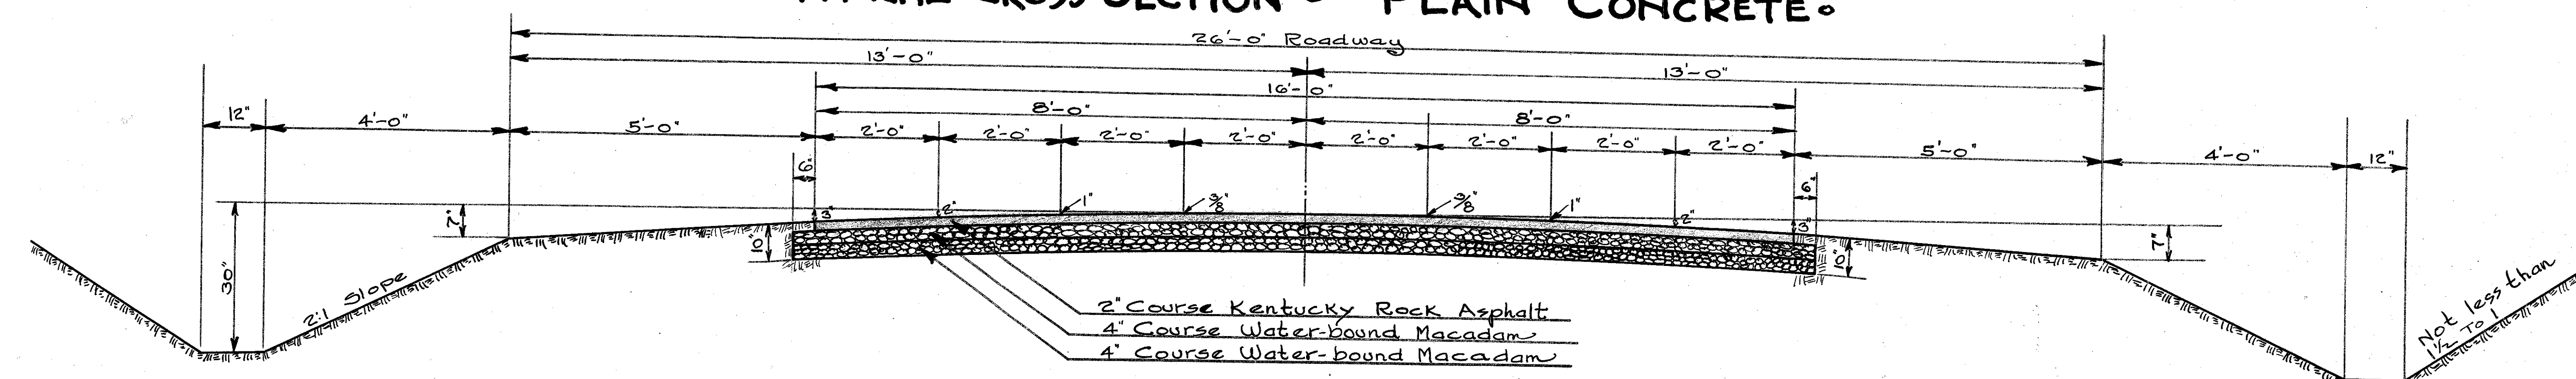 TYPICAL CROSS SECTION - PLAIN CONCRETE.
26'-0" Roadway
13'-0" 13'-0"
16'-0"
8'-0" 8'-0"
12" 4'-0" 5'-0" 2'-0" 2'-0" 2'-0" 2'-0" 2'-0" 2'-0" 2'-0" 2'-0" 5'-0" 4'-0" 12"
6" 6"
7" 3" 2" 1" 3/8" 3/8" 1" 2" 3" 7"
10" 10"
30"
2:1 Slope
2" Course Kentucky Rock Asphalt
4" Course Water-bound Macadam
4" Course Water-bound Macadam
Not less than
1½ To 1